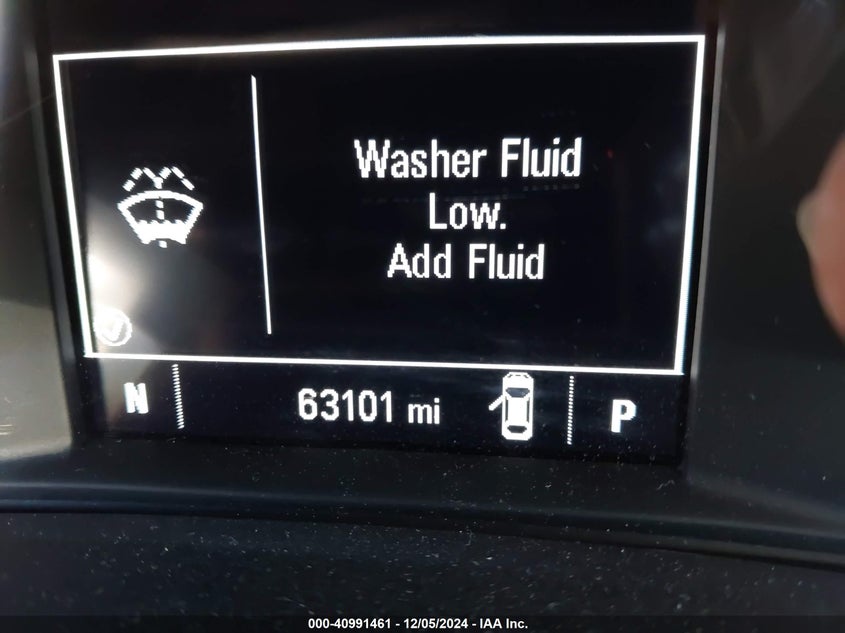 Washer Fluid
Low.
Add Fluid
N
63101 mi
P
000-40991461 - 12/05/2024 - IAA Inc.